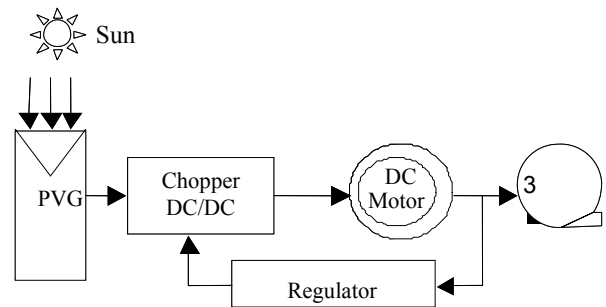 Sun
PVG
Chopper
DC/DC
DC
Motor
3
Regulator